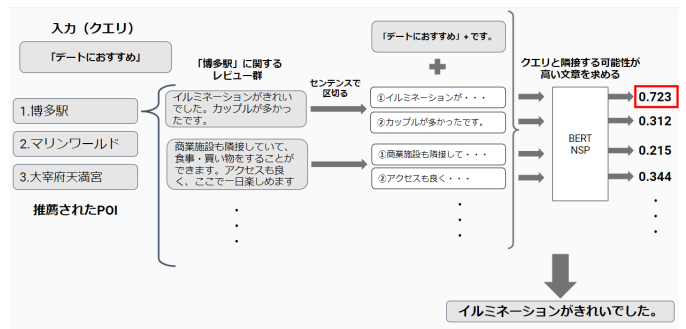 入力（クエリ）
「デートにおすすめ」
1.博多駅
2.マリンワールド
3.大宰府天満宮
推薦されたPOI
「博多駅」に関する
レビュー群
イルミネーションがきれい
でした。カップルが多かっ
たです。
商業施設も隣接していて、
食事・買い物をすることが
できます。アクセスも良
く、ここで一日楽しめます
・
・
・
センテンスで
区切る
「デートにおすすめ」+ です。
①イルミネーションが・・・
②カップルが多かったです。
①商業施設も隣接して・・・
②アクセスも良く・・・
・
・
・
クエリと隣接する可能性が
高い文章を求める
BERT
NSP
0.723
0.312
0.215
0.344
・
・
・
イルミネーションがきれいでした。